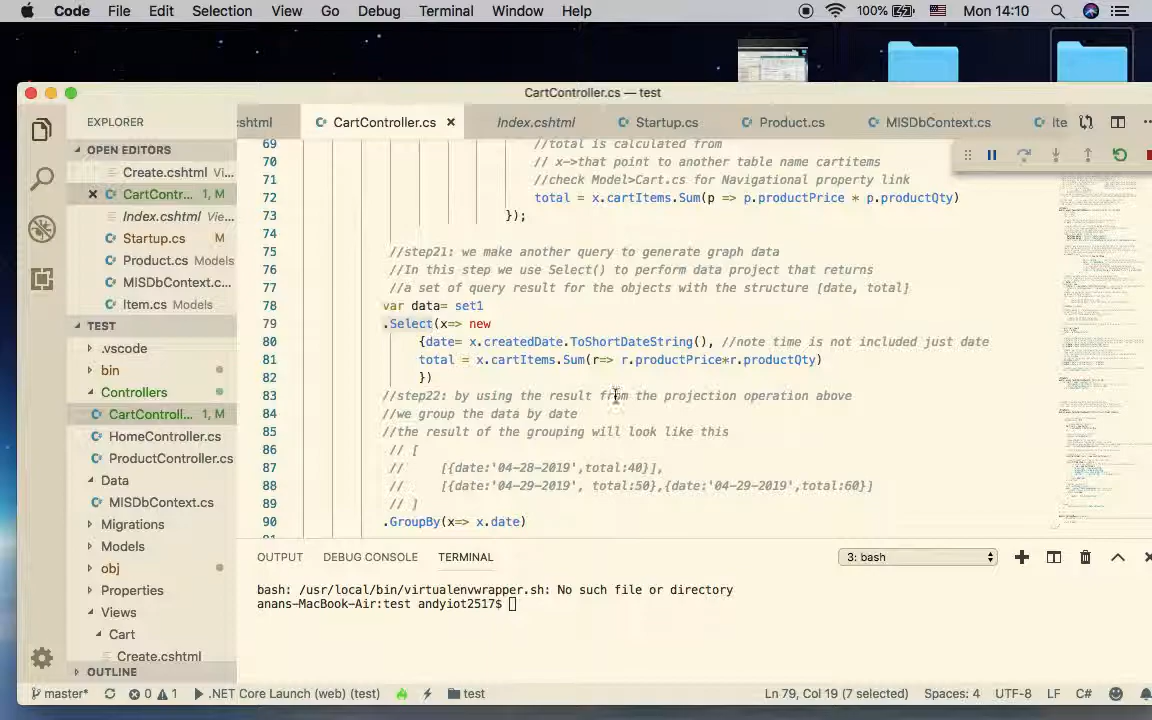 Code File Edit Selection View Go Debug Terminal Window Help 100% Mon 14:10
CartController.cs — test
EXPLORER
OPEN EDITORS
Create.cshtml Vi...
CartContr... 1, M
Index.cshtml Vie...
Startup.cs M
Product.cs Models
MISDbContext.c...
Item.cs Models
TEST
.vscode
bin
Controllers
CartControll... 1, M
HomeController.cs
ProductController.cs
Data
MISDbContext.cs
Migrations
Models
obj
Properties
Views
Cart
Create.cshtml
OUTLINE
shtml CartController.cs Index.cshtml Startup.cs Product.cs MISDbContext.cs Ite
69 //total is calculated from
70 // x->that point to another table name cartitems
71 //check Model>Cart.cs for Navigational property link
72 total = x.cartItems.Sum(p => p.productPrice * p.productQty)
73 });
74
75 //step21: we make another query to generate graph data
76 //In this step we use Select() to perform data project that returns
77 //a set of query result for the objects with the structure {date, total}
78 var data= set1
79 .Select(x=> new
80 {date= x.createdDate.ToShortDateString(), //note time is not included just date
81 total = x.cartItems.Sum(r=> r.productPrice*r.productQty)
82 })
83 //step22: by using the result from the projection operation above
84 //we group the data by date
85 //the result of the grouping will look like this
86 // [
87 // [{date:'04-28-2019',total:40}],
88 // [{date:'04-29-2019', total:50},{date:'04-29-2019',total:60}]
89 // ]
90 .GroupBy(x=> x.date)
OUTPUT DEBUG CONSOLE TERMINAL 3: bash
bash: /usr/local/bin/virtualenvwrapper.sh: No such file or directory
anans-MacBook-Air:test andyiot2517$
master* 0 1 .NET Core Launch (web) (test) test Ln 79, Col 19 (7 selected) Spaces: 4 UTF-8 LF C#